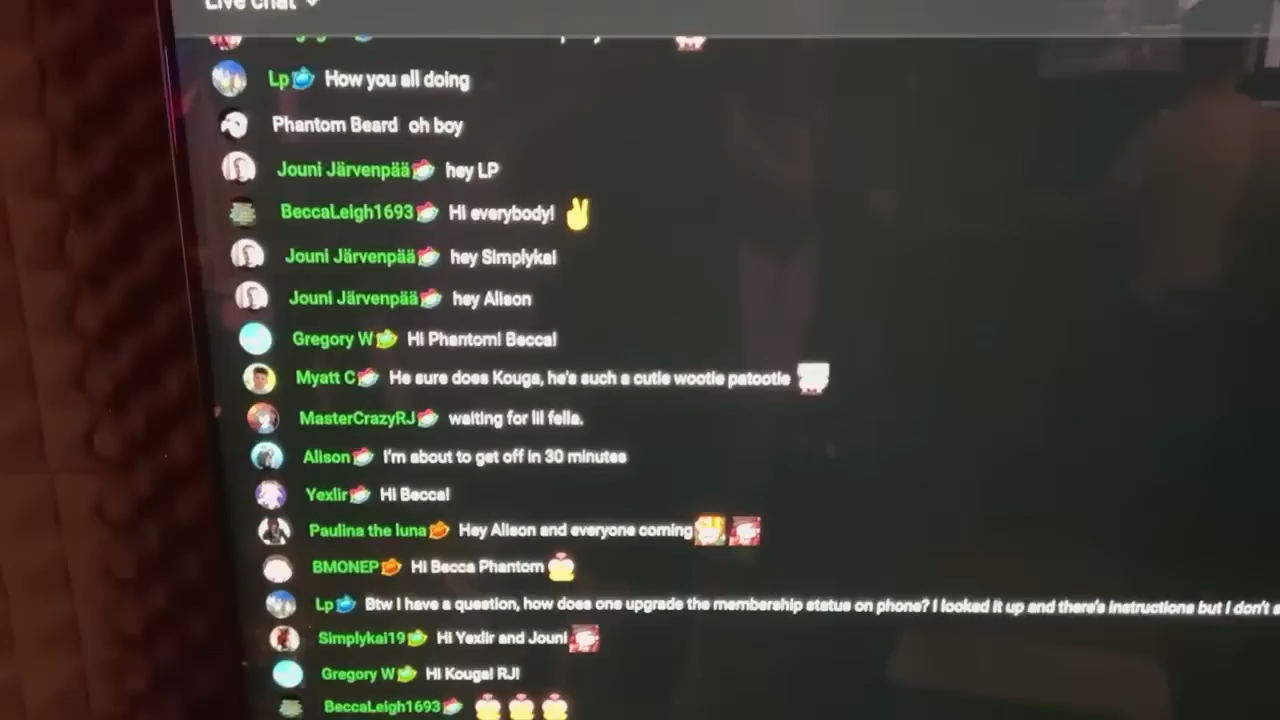 Live chat
Lp How you all doing
Phantom Beard oh boy
Jouni Järvenpää hey LP
BeccaLeigh1693 Hi everybody!
Jouni Järvenpää hey Simplykai
Jouni Järvenpää hey Alison
Gregory W Hi Phantom! Becca!
Myatt C He sure does Kouga, he's such a cutie wootie patootie
MasterCrazyRJ waiting for lil fella.
Alison I'm about to get off in 30 minutes
Yexlir Hi Becca!
Paulina the luna Hey Alison and everyone coming
BMONEP Hi Becca Phantom
Lp Btw I have a question, how does one upgrade the membership status on phone? I looked it up and there's instructions but I don't
Simplykai19 Hi Yexlir and Jouni
Gregory W Hi Kouga! RJ!
BeccaLeigh1693